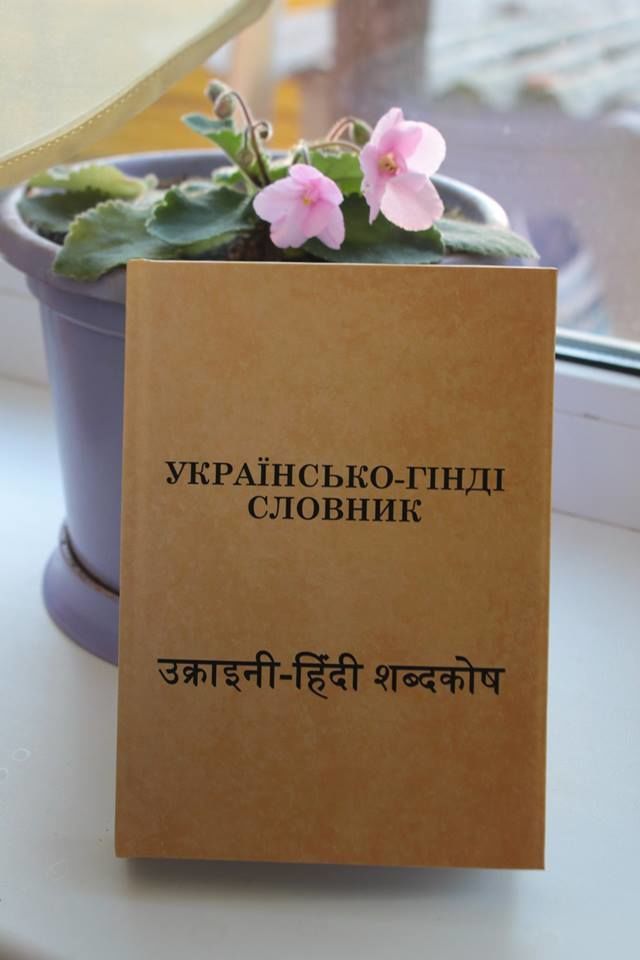 УКРАЇНСЬКО-ГІНДІ
СЛОВНИК
उक्राइनी-हिँदी शब्दकोष